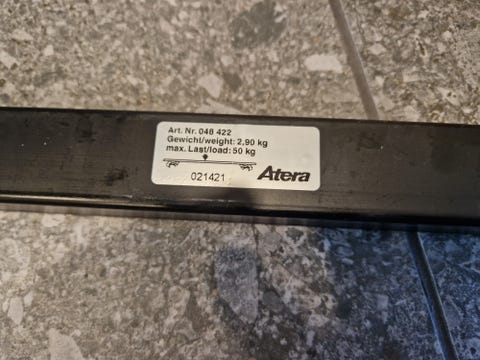 Art. Nr. 048 422
Gewicht/weight: 2,90 kg
max. Last/load: 50 kg
021421 Atera